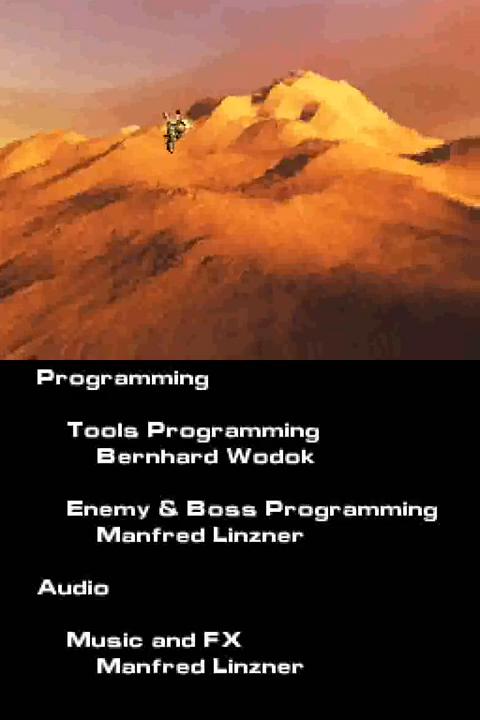 Programming
Tools Programming
Bernhard Wodok
Enemy & Boss Programming
Manfred Linzner
Audio
Music and FX
Manfred Linzner